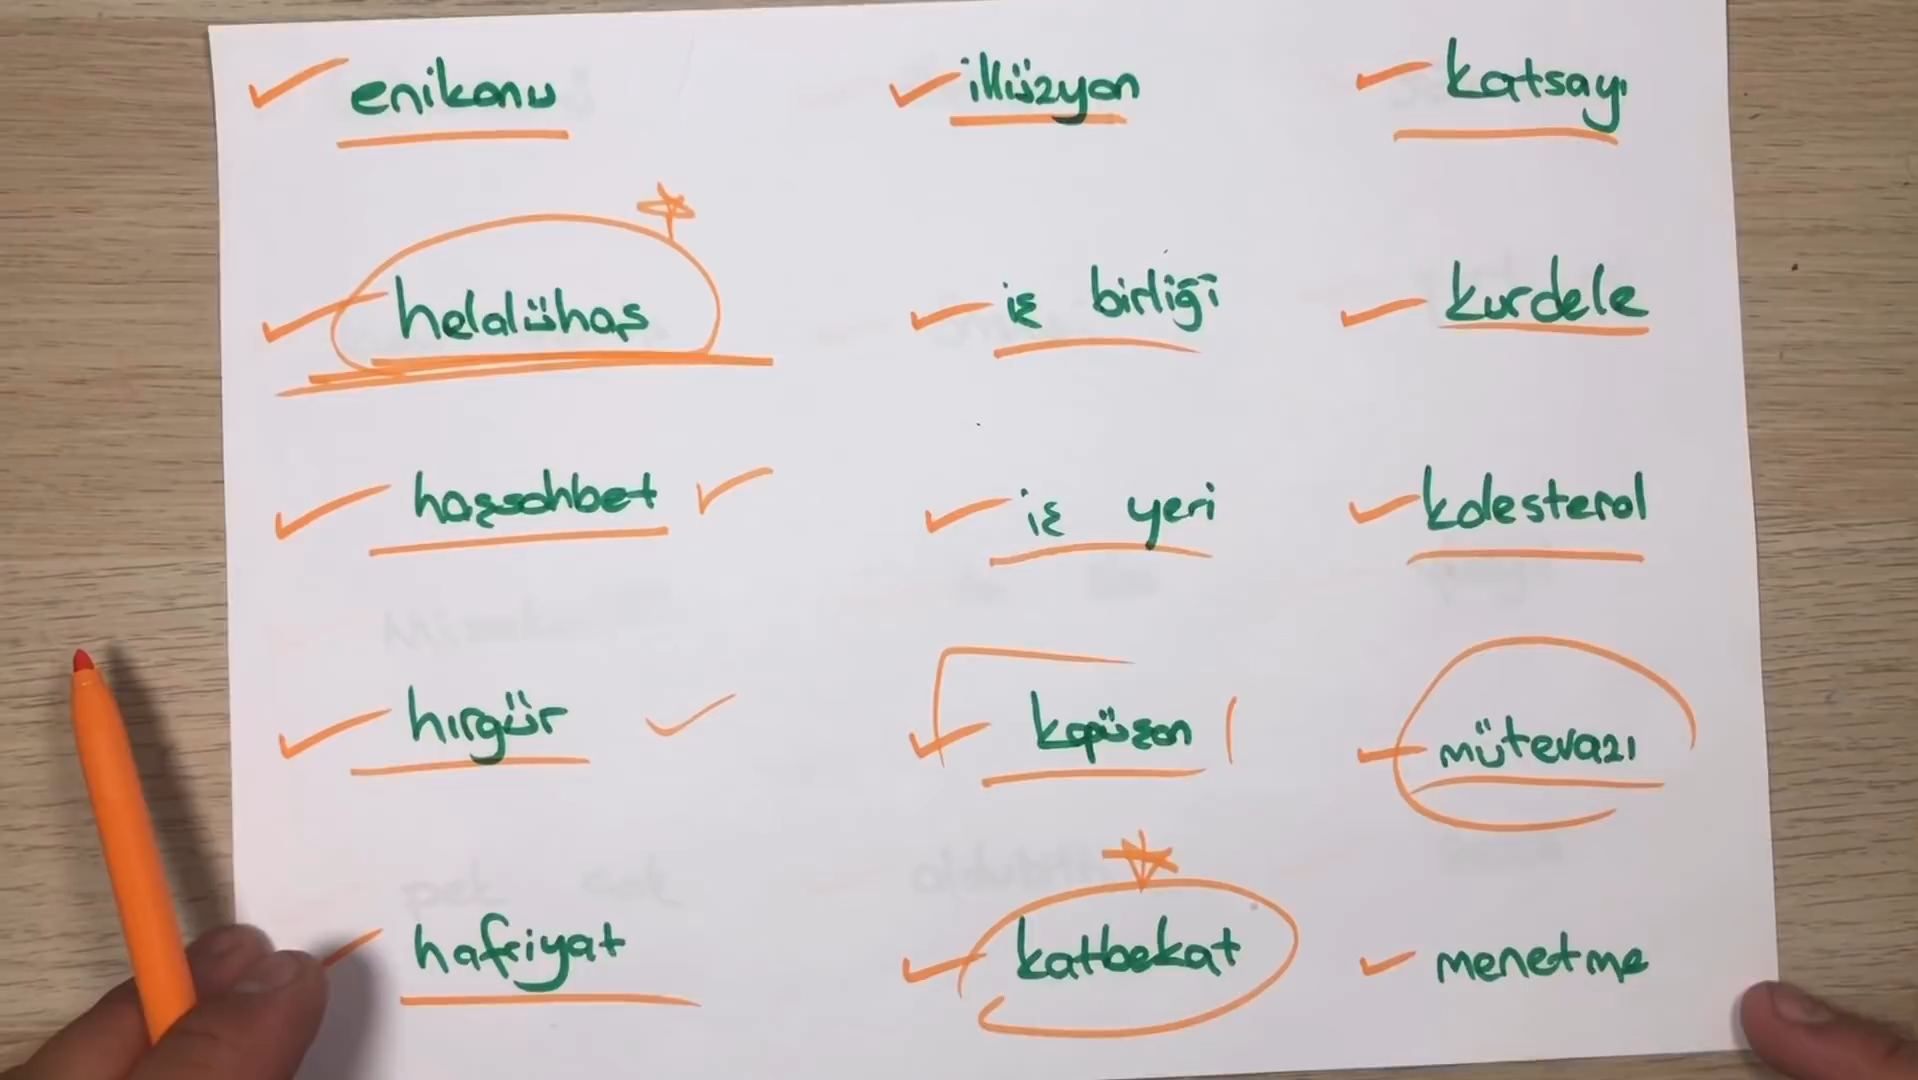 enikonu
helalühoş
hoşsohbet
hırgür
hafriyat
illüzyon
iş birliği
iş yeri
kapüşon
katbekat
katsayı
kurdele
kolesterol
mütevazı
menetme